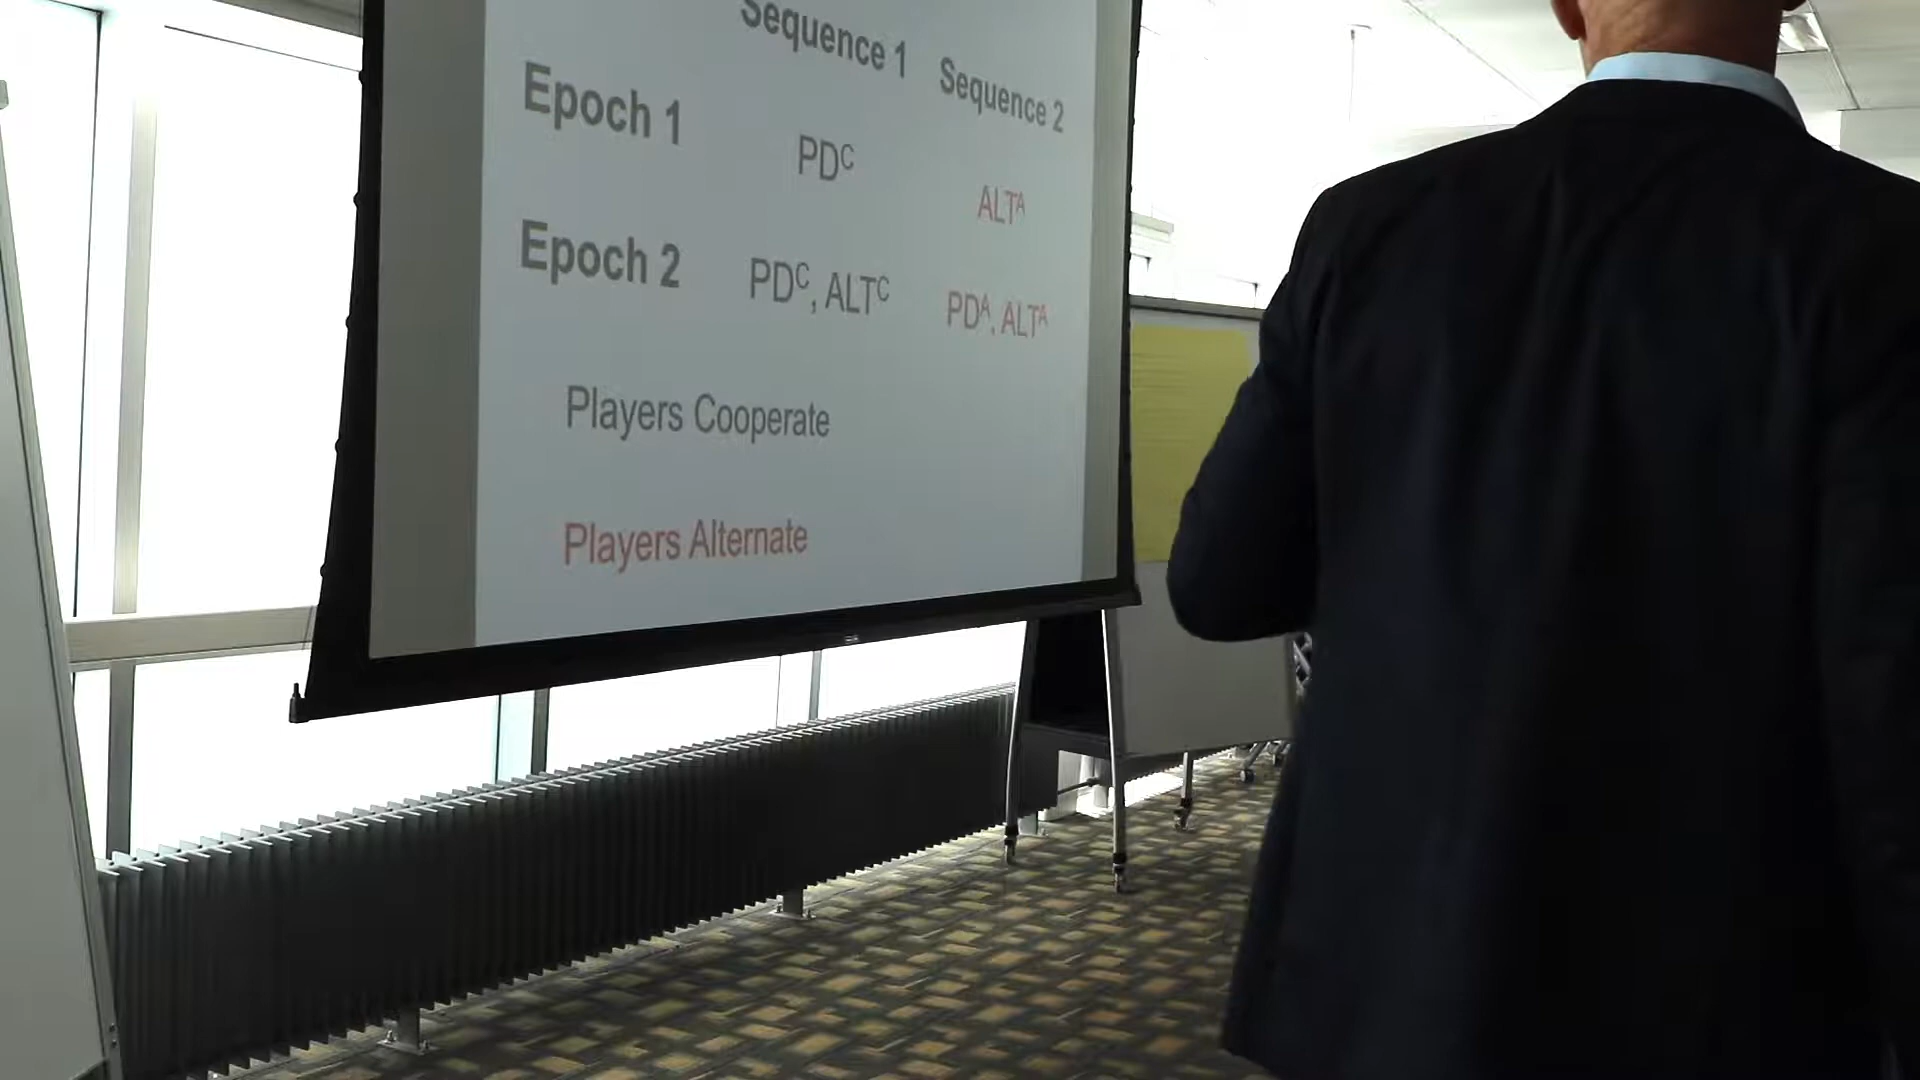 Sequence 1 Sequence 2
Epoch 1 PDᶜ ALTᴬ
Epoch 2 PDᶜ, ALTᶜ PDᴬ, ALTᴬ
Players Cooperate
Players Alternate